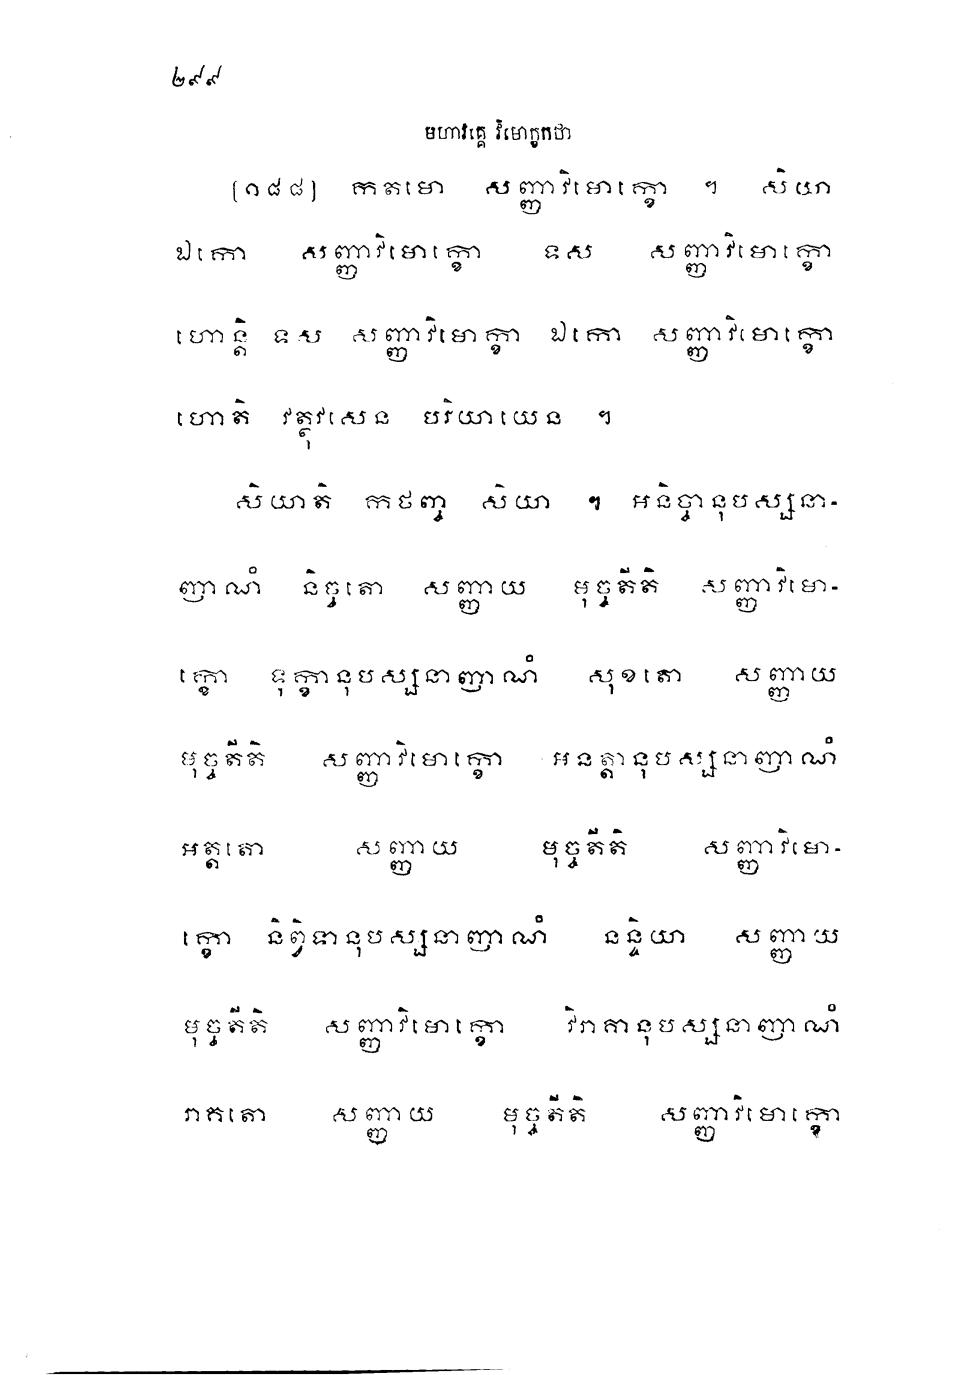 ២៩៩
មហាវគ្គេ វិមោក្ខកថា
[១៨៨] កតមោ សញ្ញាវិមោក្ខោ ។ សិយា
ឯកោ សញ្ញាវិមោក្ខោ ទស សញ្ញាវិមោក្ខា
ហោន្តិ ទស សញ្ញាវិមោក្ខា ឯកោ សញ្ញាវិមោក្ខោ
ហោតិ វត្ថុវសេន បរិយាយេន ។
សិយាតិ កថញ្ច សិយា ។ អនិច្ចានុបស្សនា-
ញាណំ និច្ចតោ សញ្ញាយ មុច្ចតីតិ សញ្ញាវិមោ-
ក្ខោ ទុក្ខានុបស្សនាញាណំ សុខតោ សញ្ញាយ
មុច្ចតីតិ សញ្ញាវិមោក្ខោ អនត្តានុបស្សនាញាណំ
អត្តតោ សញ្ញាយ មុច្ចតីតិ សញ្ញាវិមោ-
ក្ខោ និព្វិទានុបស្សនាញាណំ នន្ទិយា សញ្ញាយ
មុច្ចតីតិ សញ្ញាវិមោក្ខោ វិរាគានុបស្សនាញាណំ
រាគតោ សញ្ញាយ មុច្ចតីតិ សញ្ញាវិមោក្ខោ